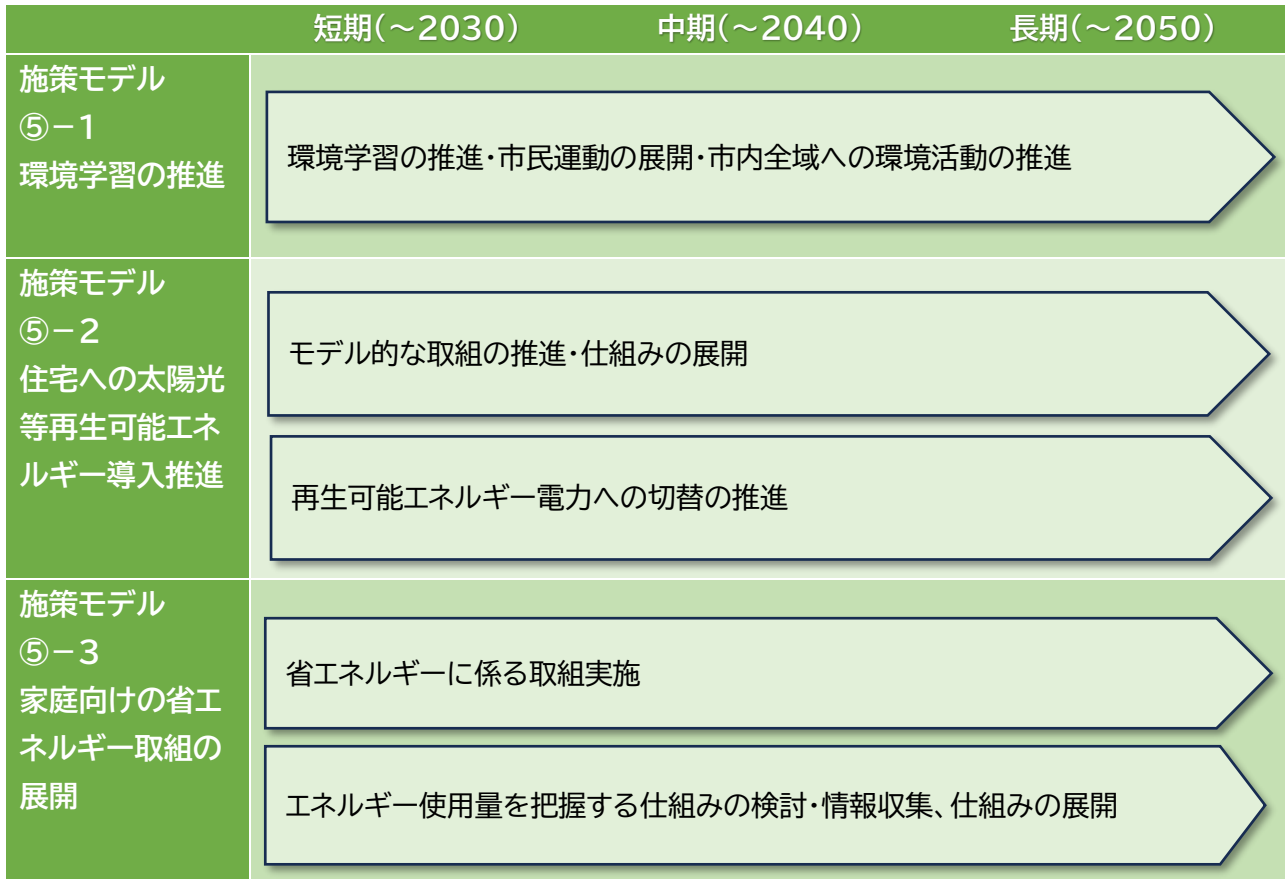 短期(~2030) 中期(~2040) 長期(~2050)
施策モデル
⑤-1
環境学習の推進
環境学習の推進・市民運動の展開・市内全域への環境活動の推進
施策モデル
⑤-2
住宅への太陽光
等再生可能エネ
ルギー導入推進
モデル的な取組の推進・仕組みの展開
再生可能エネルギー電力への切替の推進
施策モデル
⑤-3
家庭向けの省エ
ネルギー取組の
展開
省エネルギーに係る取組実施
エネルギー使用量を把握する仕組みの検討・情報収集、仕組みの展開